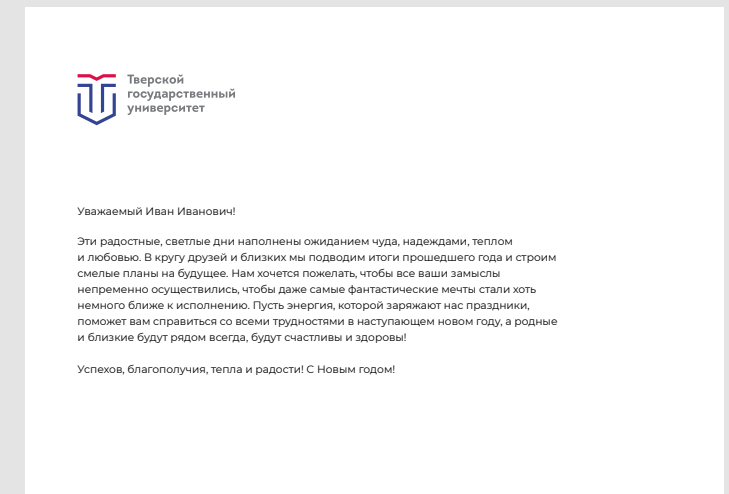 Тверской
государственный
университет
Уважаемый Иван Иванович!
Эти радостные, светлые дни наполнены ожиданием чуда, надеждами, теплом
и любовью. В кругу друзей и близких мы подводим итоги прошедшего года и строим
смелые планы на будущее. Нам хочется пожелать, чтобы все ваши замыслы
непременно осуществились, чтобы даже самые фантастические мечты стали хоть
немного ближе к исполнению. Пусть энергия, которой заряжают нас праздники,
поможет вам справиться со всеми трудностями в наступающем новом году, а родные
и близкие будут рядом всегда, будут счастливы и здоровы!
Успехов, благополучия, тепла и радости! С Новым годом!